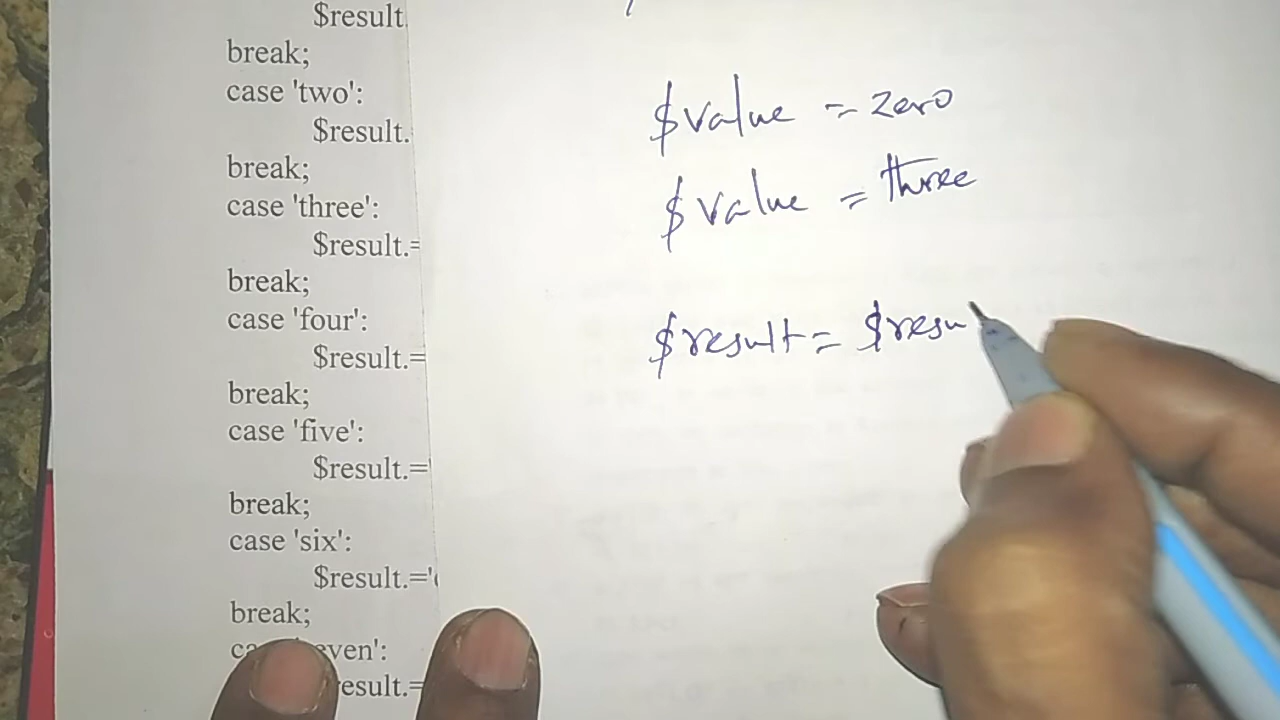 $result
break;
case 'two':
$result.
break;
case 'three':
$result.=
break;
case 'four':
$result.=
break;
case 'five':
$result.='
break;
case 'six':
$result.='
break;
even':
esult.=
$value = zero
$value = three
$result = $resu